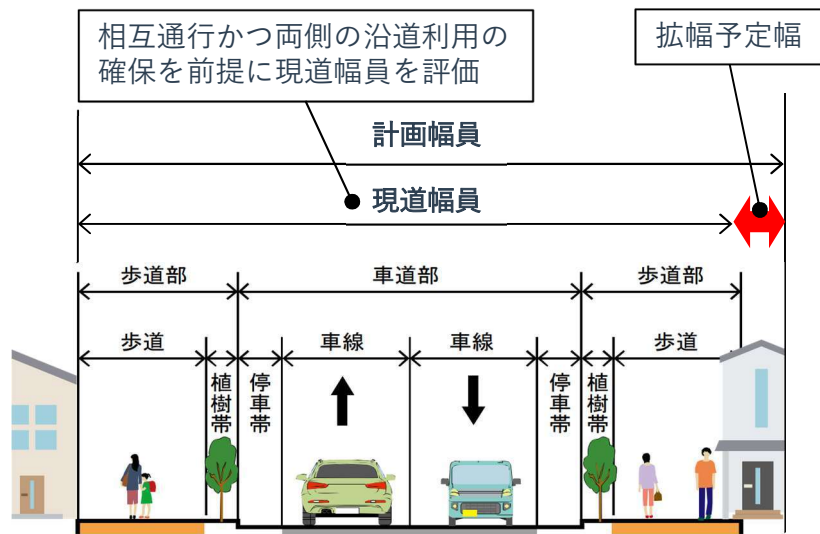 相互通行かつ両側の沿道利用の
確保を前提に現道幅員を評価
拡幅予定幅
計画幅員
現道幅員
歩道部
車道部
歩道部
歩道
植樹帯
停車帯
車線
車線
停車帯
植樹帯
歩道